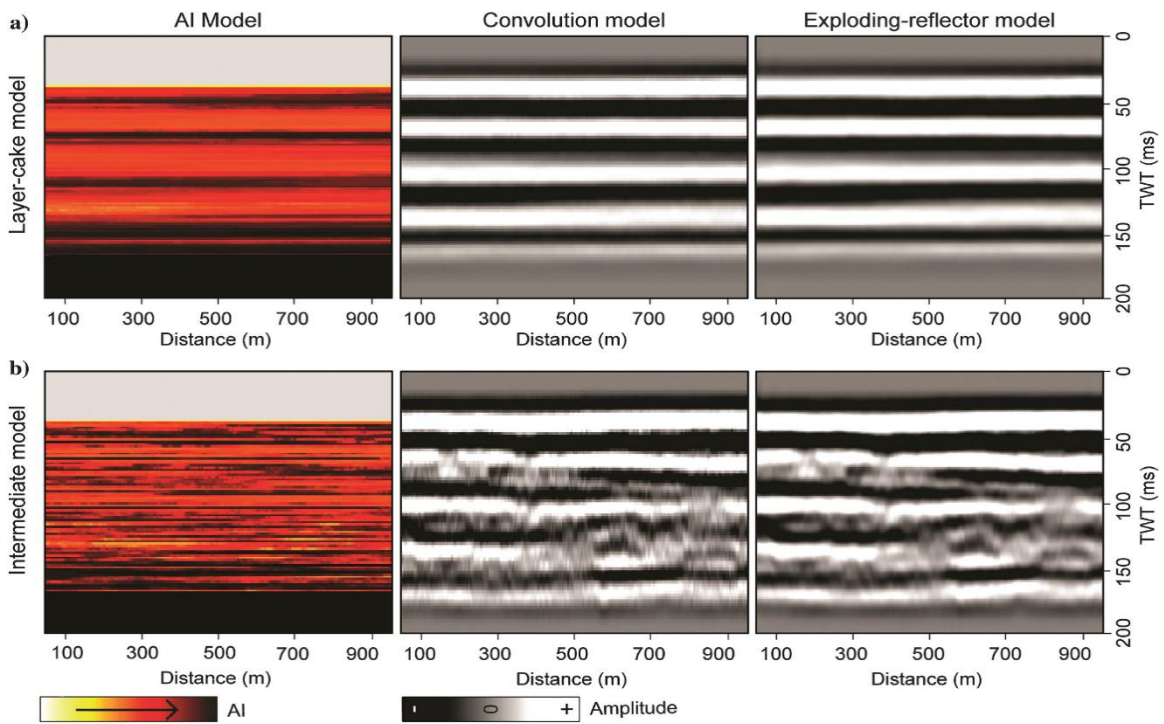 a) AI Model Convolution model Exploding-reflector model
Layer-cake model
0
50
100
150
200
TWT (ms)
100 300 500 700 900 100 300 500 700 900 100 300 500 700 900
Distance (m) Distance (m) Distance (m)
b)
Intermediate model
0
50
100
150
200
TWT (ms)
100 300 500 700 900 100 300 500 700 900 100 300 500 700 900
Distance (m) Distance (m) Distance (m)
AI - 0 + Amplitude